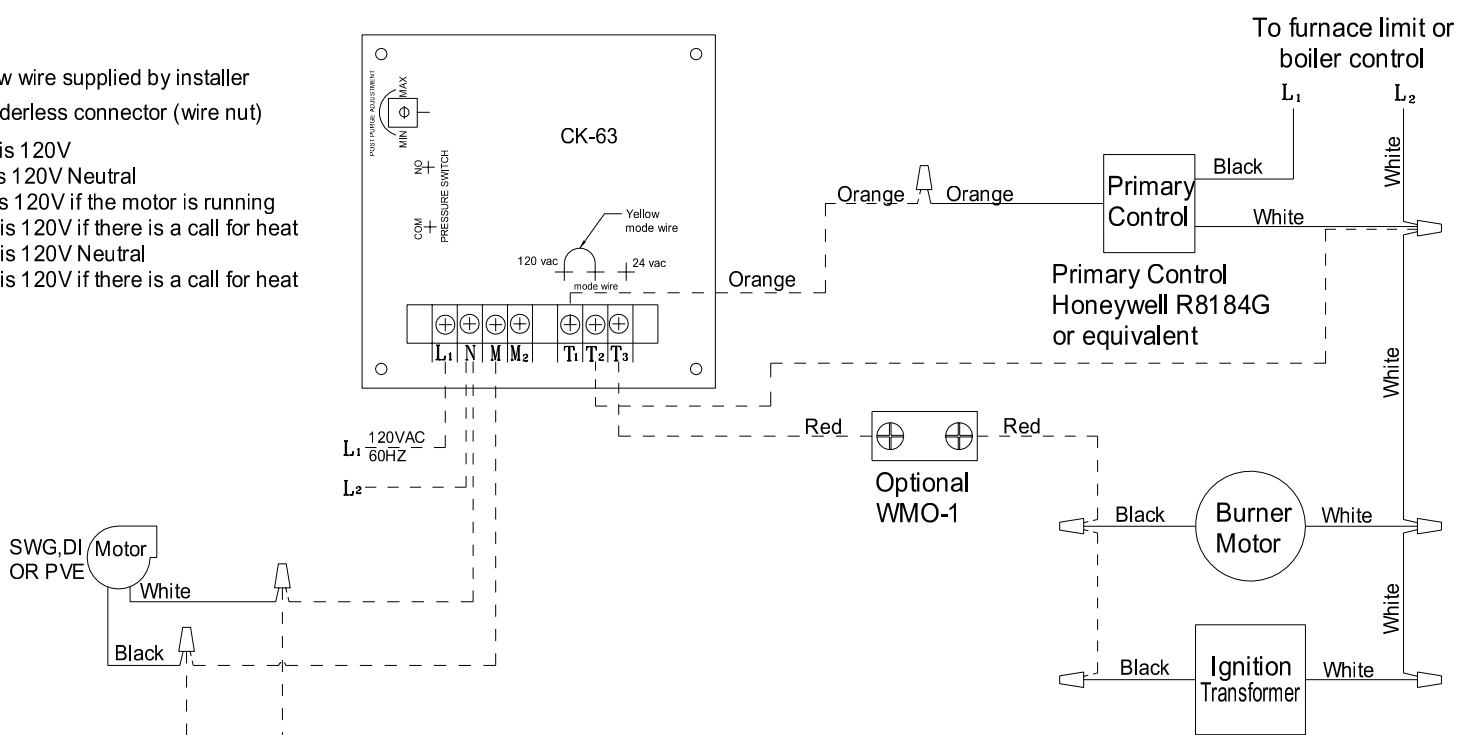 To furnace limit or
boiler control
L1 L2
wire supplied by installer
connector (wire nut)
is 120V
120V Neutral
120V if the motor is running
is 120V if there is a call for heat
is 120V Neutral
is 120V if there is a call for heat
POST PURGE ADJUSTMENT
MIN
MAX
CK-63
NO
COM
PRESSURE SWITCH
Yellow
mode wire
120 vac
24 vac
mode wire
L1 N M M2 T1 T2 T3
Orange
Orange
Orange
Primary
Control
Black
White
White
Primary Control
Honeywell R8184G
or equivalent
White
L1 120VAC
60HZ
L2
Red
Red
Optional
WMO-1
Black
Burner
Motor
White
White
Black
Ignition
Transformer
White
SWG,DI
OR PVE
Motor
White
Black